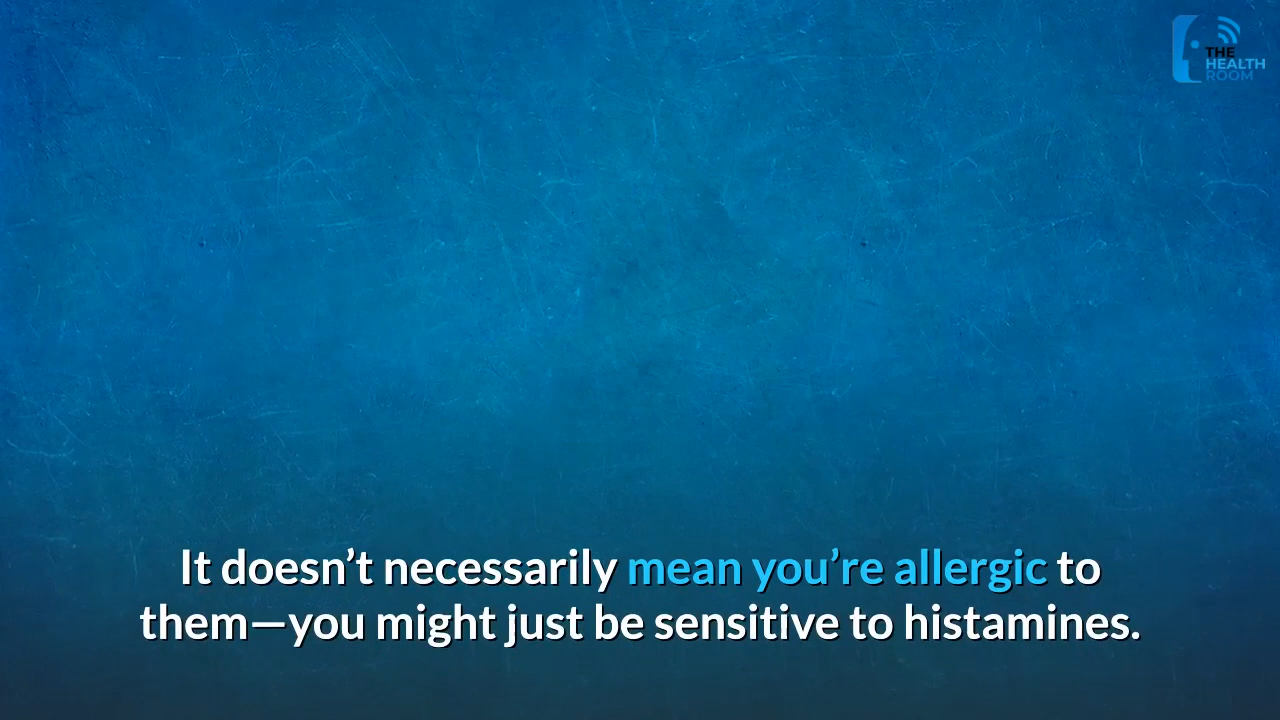 THE
HEALTH
ROOM
It doesn’t necessarily mean you’re allergic to
them—you might just be sensitive to histamines.